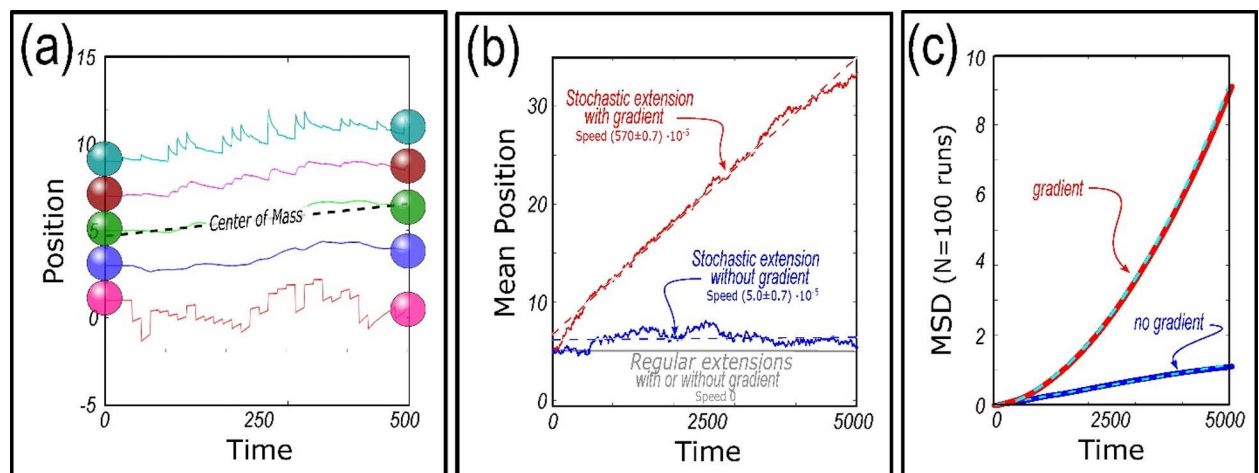 (a)
15
10
5
0
-5
Position
Center of Mass
0
250
500
Time
(b)
30
20
10
0
Mean Position
Stochastic extension
with gradient
Speed (570±0.7) ·10⁻⁵
Stochastic extension
without gradient
Speed (5.0±0.7) ·10⁻⁵
Regular extensions
with or without gradient
Speed 0
0
2000
5000
Time
(c)
10
8
6
4
2
0
MSD (N=100 runs)
gradient
no gradient
0
2500
5000
Time